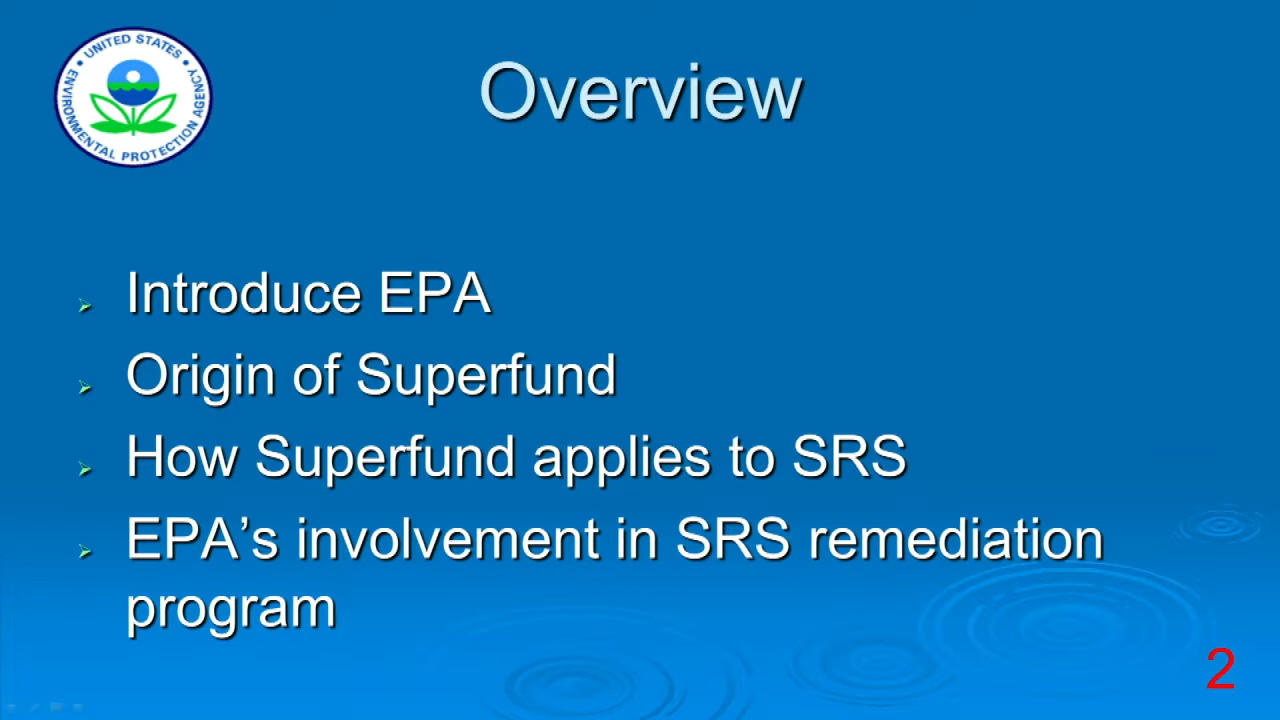 UNITED STATES
ENVIRONMENTAL PROTECTION AGENCY
Overview
Introduce EPA
Origin of Superfund
How Superfund applies to SRS
EPA’s involvement in SRS remediation
program
2